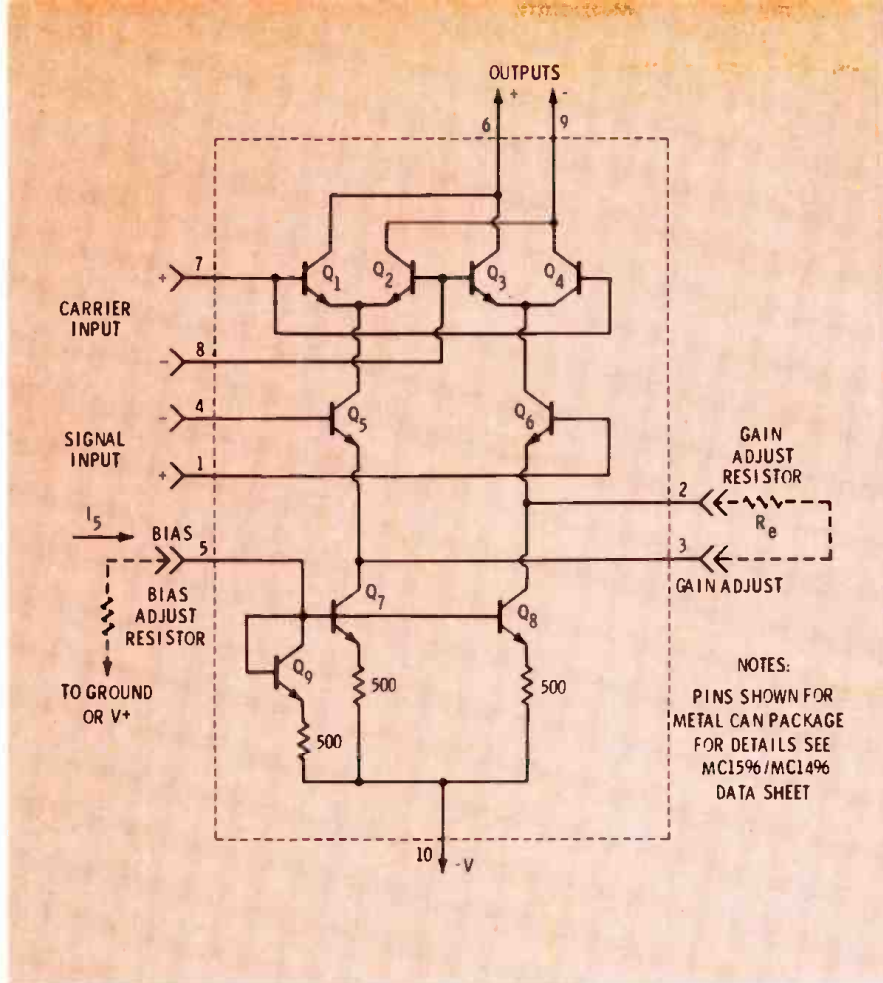 OUTPUTS
+
-
6
9
+
7
Q1
Q2
Q3
Q4
CARRIER
INPUT
-
8
-
4
Q5
Q6
SIGNAL
INPUT
+
1
GAIN
ADJUST
RESISTOR
2
Re
I5
BIAS
5
3
GAIN ADJUST
BIAS
ADJUST
RESISTOR
Q7
Q8
TO GROUND
OR V+
Q9
500
500
500
NOTES:
PINS SHOWN FOR
METAL CAN PACKAGE
FOR DETAILS SEE
MC1596/MC1496
DATA SHEET
10
-V